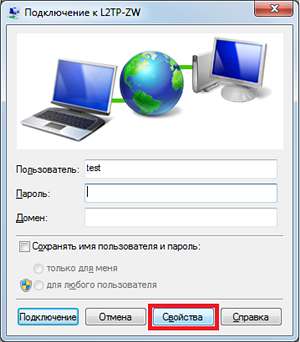 Подключение к L2TP-ZW
Пользователь: test
Пароль:
Домен:
Сохранять имя пользователя и пароль:
только для меня
для любого пользователя
Подключение Отмена Свойства Справка